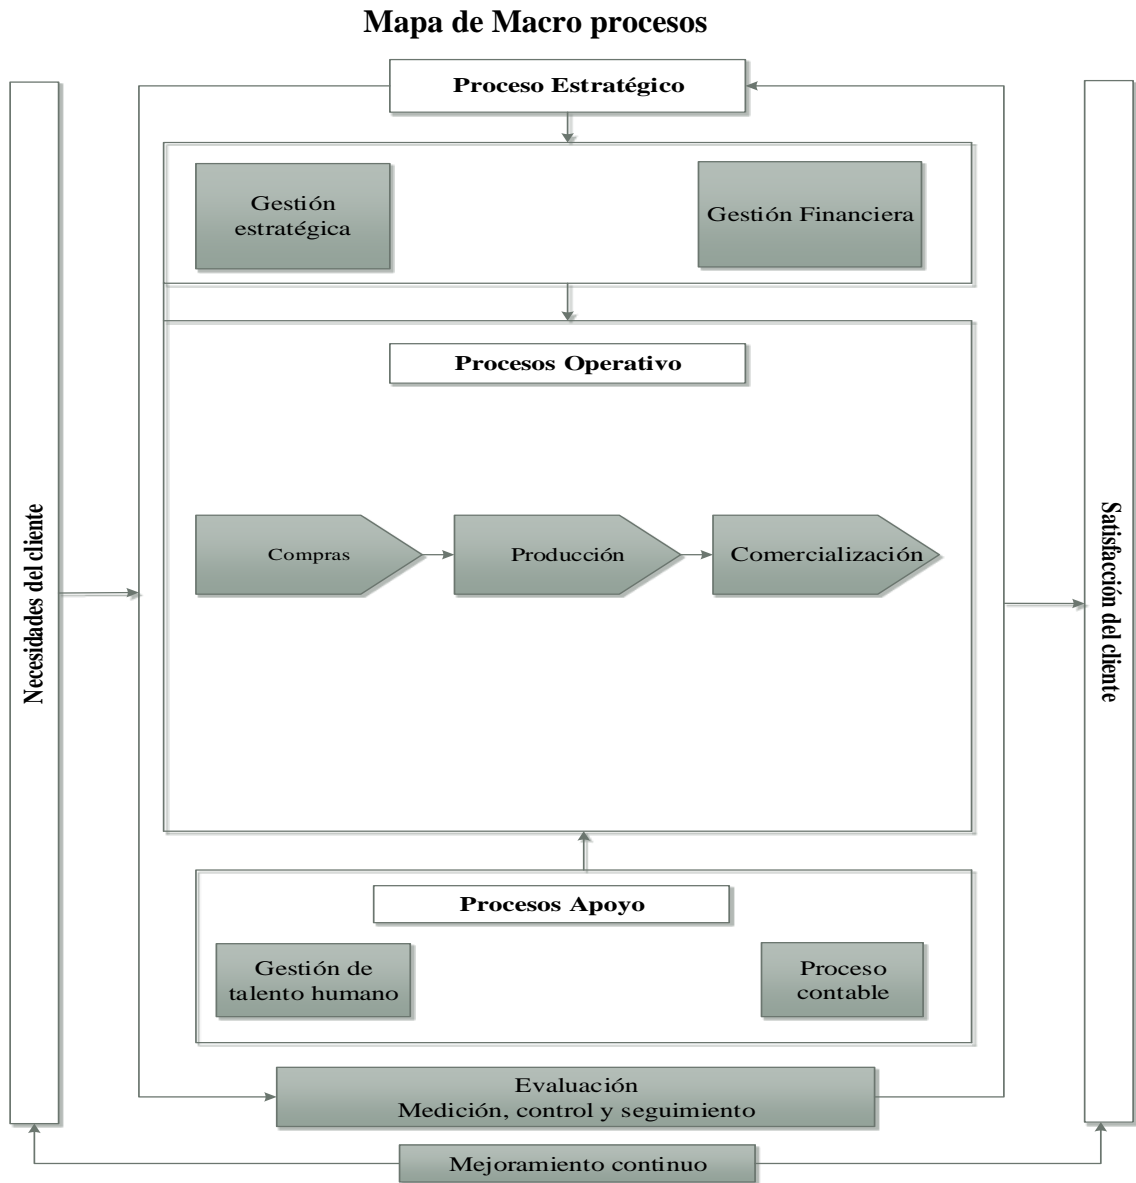 Mapa de Macro procesos
Proceso Estratégico
Gestión
estratégica
Gestión Financiera
Procesos Operativo
Necesidades del cliente
Compras
Producción
Comercialización
Satisfacción del cliente
Procesos Apoyo
Gestión de
talento humano
Proceso
contable
Evaluación
Medición, control y seguimiento
Mejoramiento continuo